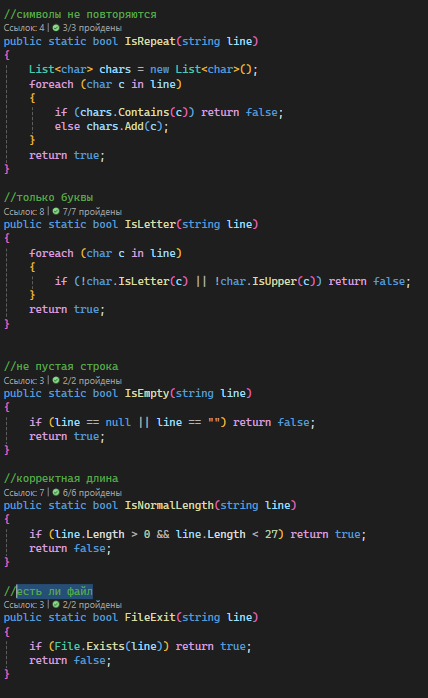 //символы не повторяются
Ссылок: 4 | 3/3 пройдены
public static bool IsRepeat(string line)
{
List<char> chars = new List<char>();
foreach (char c in line)
{
if (chars.Contains(c)) return false;
else chars.Add(c);
}
return true;
}
//только буквы
Ссылок: 8 | 7/7 пройдены
public static bool IsLetter(string line)
{
foreach (char c in line)
{
if (!char.IsLetter(c) || !char.IsUpper(c)) return false;
}
return true;
}
//не пустая строка
Ссылок: 3 | 2/2 пройдены
public static bool IsEmpty(string line)
{
if (line == null || line == "") return false;
return true;
}
//корректная длина
Ссылок: 7 | 6/6 пройдены
public static bool IsNormalLength(string line)
{
if (line.Length > 0 && line.Length < 27) return true;
return false;
}
//есть ли файл
Ссылок: 3 | 2/2 пройдены
public static bool FileExit(string line)
{
if (File.Exists(line)) return true;
return false;
}